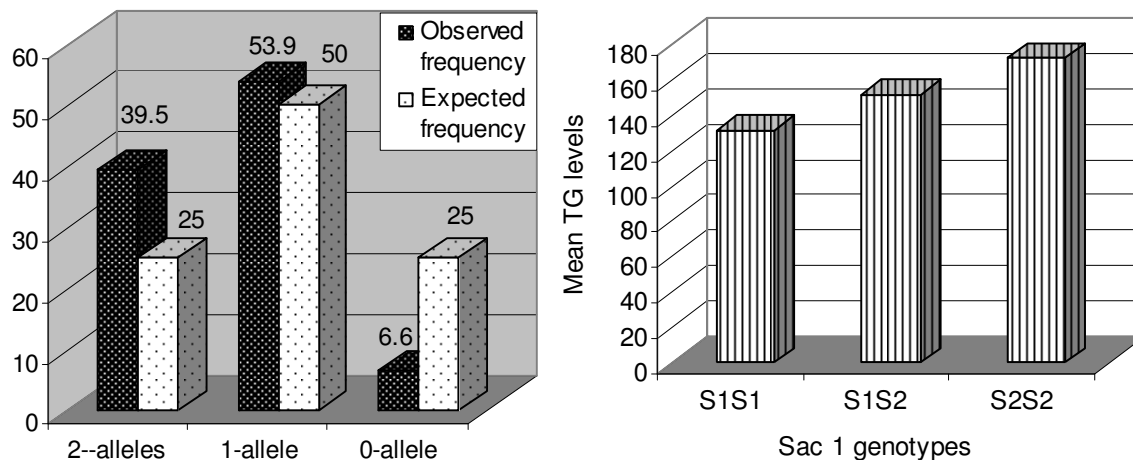 60
50
40
30
20
10
0
39.5
25
53.9
50
6.6
25
Observed
frequency
Expected
frequency
2--alleles
1-allele
0-allele
Mean TG levels
180
160
140
120
100
80
60
40
20
0
S1S1
S1S2
S2S2
Sac 1 genotypes